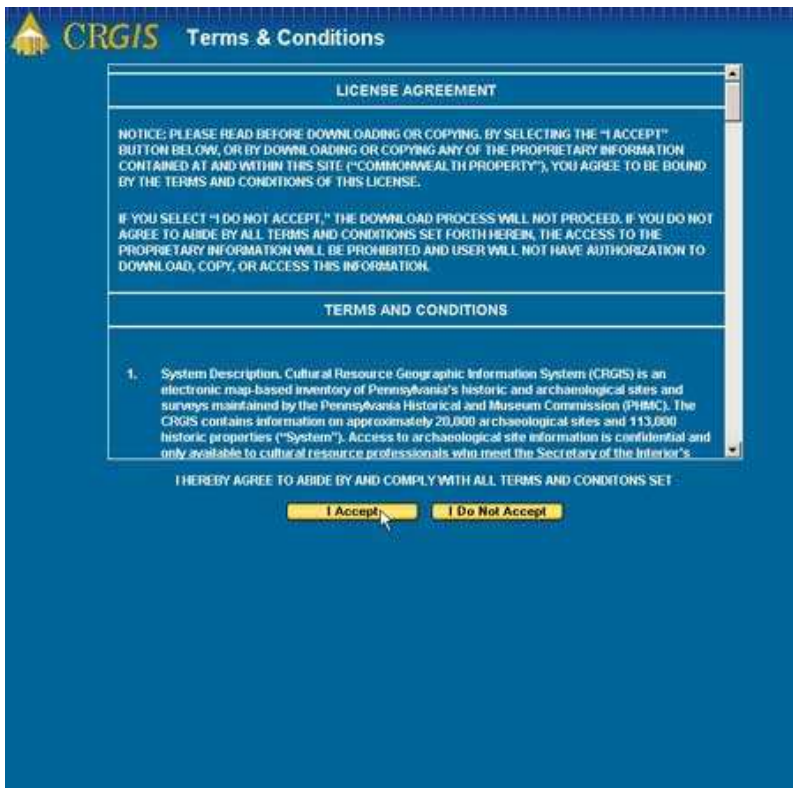 CRGIS Terms & Conditions
LICENSE AGREEMENT
NOTICE: PLEASE READ BEFORE DOWNLOADING OR COPYING. BY SELECTING THE "I ACCEPT"
BUTTON BELOW, OR BY DOWNLOADING OR COPYING ANY OF THE PROPRIETARY INFORMATION
CONTAINED AT AND WITHIN THIS SITE ("COMMONWEALTH PROPERTY"), YOU AGREE TO BE BOUND
BY THE TERMS AND CONDITIONS OF THIS LICENSE.
IF YOU SELECT "I DO NOT ACCEPT," THE DOWNLOAD PROCESS WILL NOT PROCEED. IF YOU DO NOT
AGREE TO ABIDE BY ALL TERMS AND CONDITIONS SET FORTH HEREIN, THE ACCESS TO THE
PROPRIETARY INFORMATION WILL BE PROHIBITED AND USER WILL NOT HAVE AUTHORIZATION TO
DOWNLOAD, COPY, OR ACCESS THIS INFORMATION.
TERMS AND CONDITIONS
1. System Description. Cultural Resource Geographic Information System (CRGIS) is an
electronic map-based inventory of Pennsylvania's historic and archaeological sites and
surveys maintained by the Pennsylvania Historical and Museum Commission (PHMC). The
CRGIS contains information on approximately 20,000 archaeological sites and 113,000
historic properties ("System"). Access to archaeological site information is confidential and
only available to cultural resource professionals who meet the Secretary of the Interior's
I HEREBY AGREE TO ABIDE BY AND COMPLY WITH ALL TERMS AND CONDITONS SET
I Accept I Do Not Accept